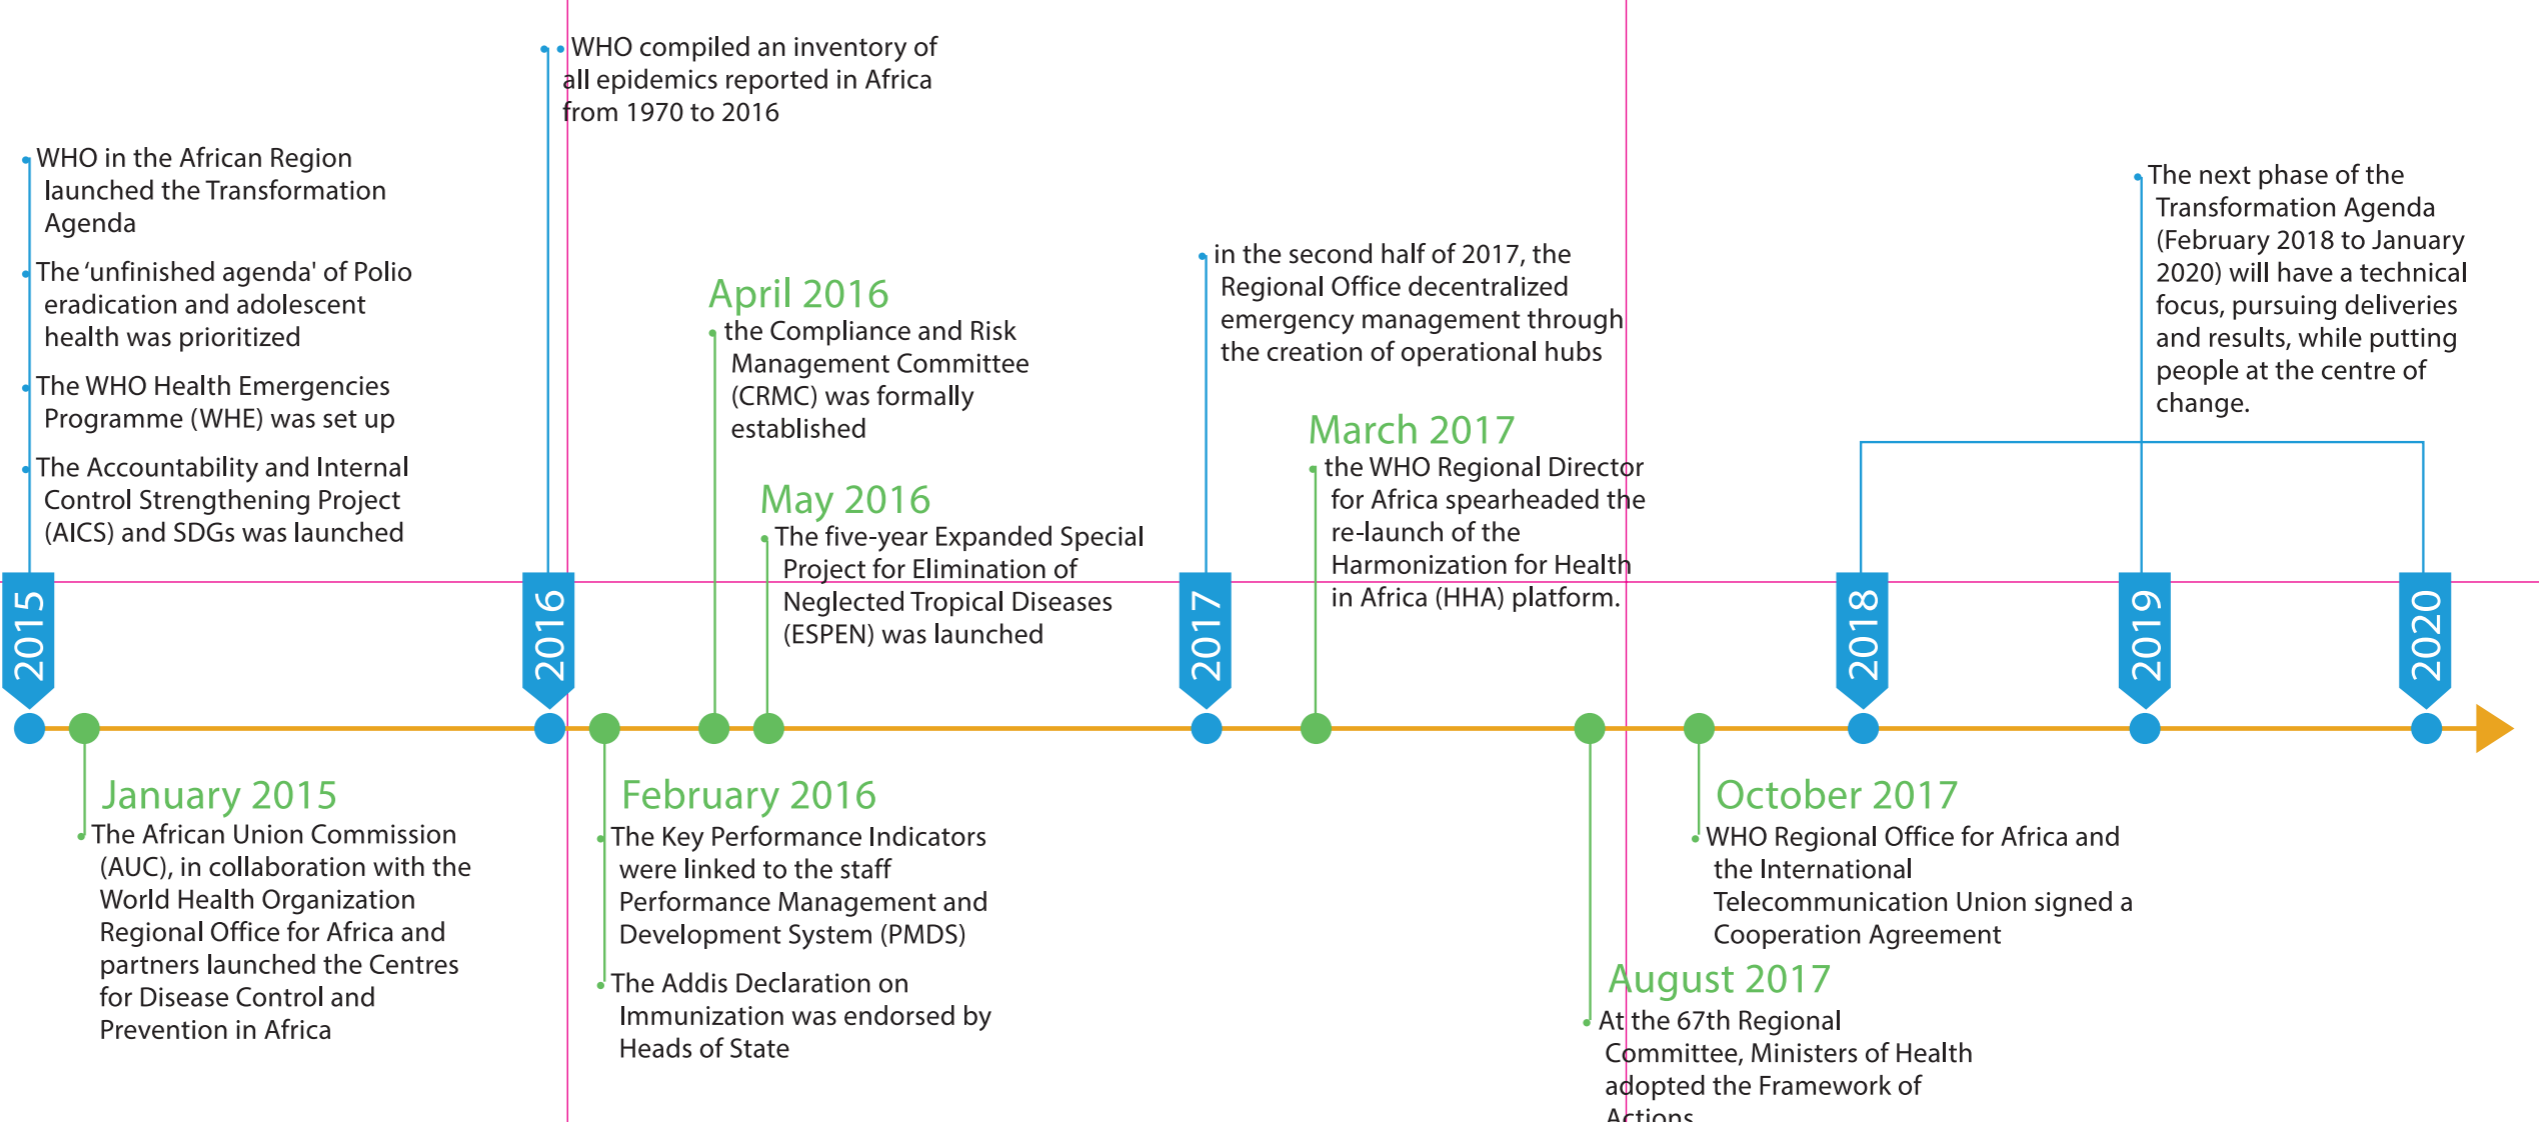 WHO in the African Region
launched the Transformation
Agenda
The ‘unfinished agenda' of Polio
eradication and adolescent
health was prioritized
The WHO Health Emergencies
Programme (WHE) was set up
The Accountability and Internal
Control Strengthening Project
(AICS) and SDGs was launched
2015
January 2015
The African Union Commission
(AUC), in collaboration with the
World Health Organization
Regional Office for Africa and
partners launched the Centres
for Disease Control and
Prevention in Africa
WHO compiled an inventory of
all epidemics reported in Africa
from 1970 to 2016
2016
February 2016
The Key Performance Indicators
were linked to the staff
Performance Management and
Development System (PMDS)
The Addis Declaration on
Immunization was endorsed by
Heads of State
April 2016
the Compliance and Risk
Management Committee
(CRMC) was formally
established
May 2016
The five-year Expanded Special
Project for Elimination of
Neglected Tropical Diseases
(ESPEN) was launched
in the second half of 2017, the
Regional Office decentralized
emergency management through
the creation of operational hubs
2017
March 2017
the WHO Regional Director
for Africa spearheaded the
re-launch of the
Harmonization for Health
in Africa (HHA) platform.
August 2017
At the 67th Regional
Committee, Ministers of Health
adopted the Framework of
Actions
October 2017
WHO Regional Office for Africa and
the International
Telecommunication Union signed a
Cooperation Agreement
The next phase of the
Transformation Agenda
(February 2018 to January
2020) will have a technical
focus, pursuing deliveries
and results, while putting
people at the centre of
change.
2018
2019
2020